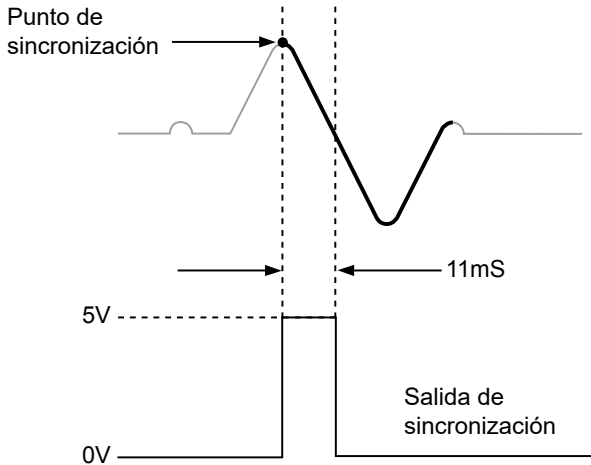 Punto de
sincronización
11mS
5V
Salida de
sincronización
0V